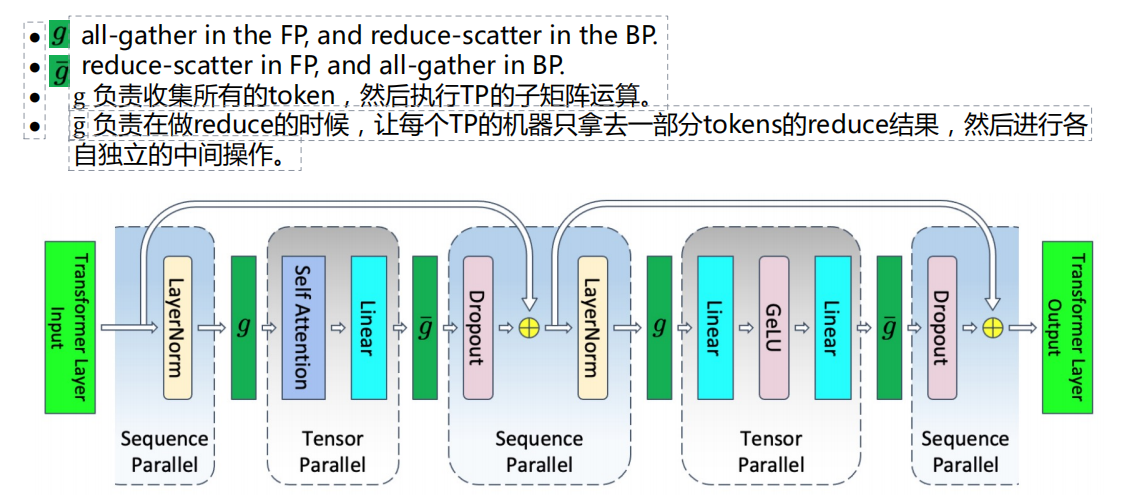 ● g all-gather in the FP, and reduce-scatter in the BP.
● g̅ reduce-scatter in FP, and all-gather in BP.
● g 负责收集所有的token，然后执行TP的子矩阵运算。
● g̅ 负责在做reduce的时候，让每个TP的机器只拿去一部分tokens的reduce结果，然后进行各
自独立的中间操作。
Transformer Layer
Input
LayerNorm
Sequence
Parallel
g
Self Attention
Linear
Tensor
Parallel
g̅
Dropout
LayerNorm
Sequence
Parallel
g
Linear
GeLU
Linear
Tensor
Parallel
g̅
Dropout
Sequence
Parallel
Transformer Layer
Output